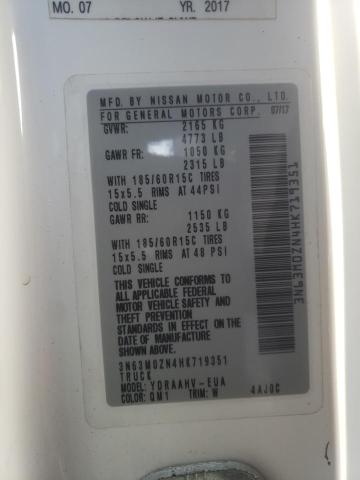 MO. 07 YR. 2017
MFD. BY NISSAN MOTOR CO., LTD.
FOR GENERAL MOTORS CORP. 07/17
GVWR: 2165 KG
4773 LB
GAWR FR: 1050 KG
2315 LB
WITH 185/60R15C TIRES
15x5.5 RIMS AT 44PSI
COLD SINGLE
GAWR RR: 1150 KG
2535 LB
WITH 185/60R15C TIRES
15x5.5 RIMS AT 48 PSI
COLD SINGLE
THIS VEHICLE CONFORMS TO
ALL APPLICABLE FEDERAL
MOTOR VEHICLE SAFETY AND
THEFT PREVENTION
STANDARDS IN EFFECT ON THE
DATE OF MANUFACTURE
SHOWN ABOVE.
3N63M0ZN4HK719351
TRUCK
MODEL: YDRAAHV-EUA
COLOR: QM1 TRIM: W 4AJ0C
3N63M0ZN4HK719351